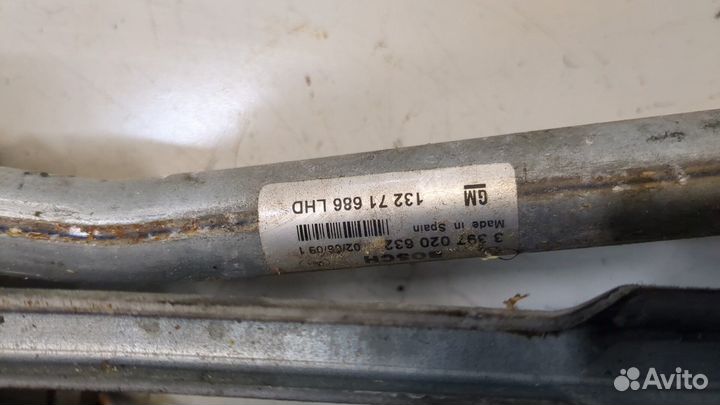 GM 132 71 686 LHD
Made in Spain
3 397 020 632
02/06/09 1
BOSCH
Avito